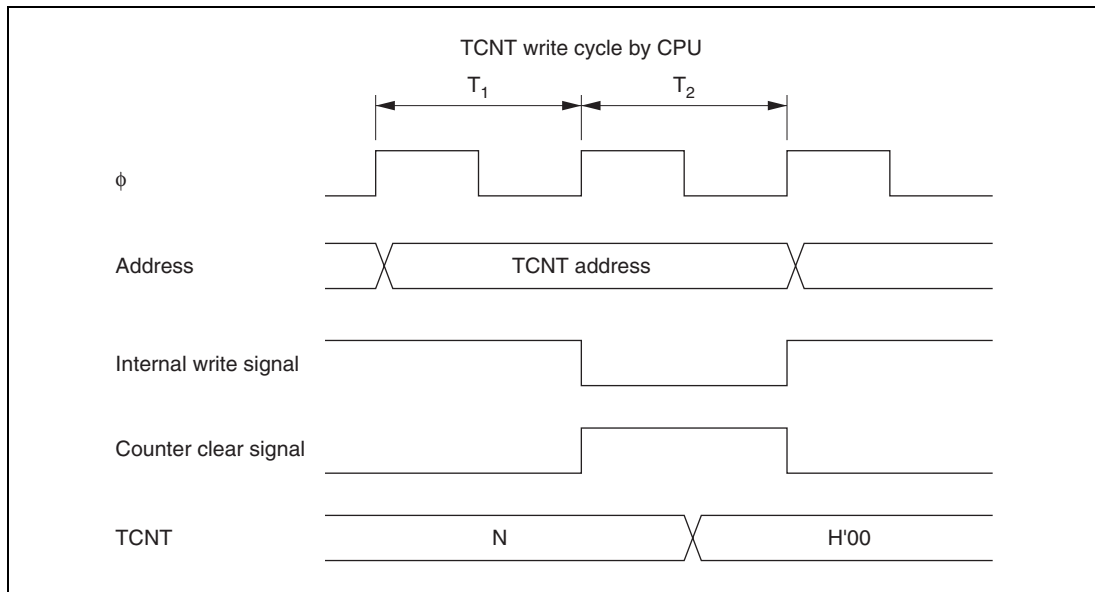 TCNT write cycle by CPU
T1 T2
ϕ
Address TCNT address
Internal write signal
Counter clear signal
TCNT N H'00